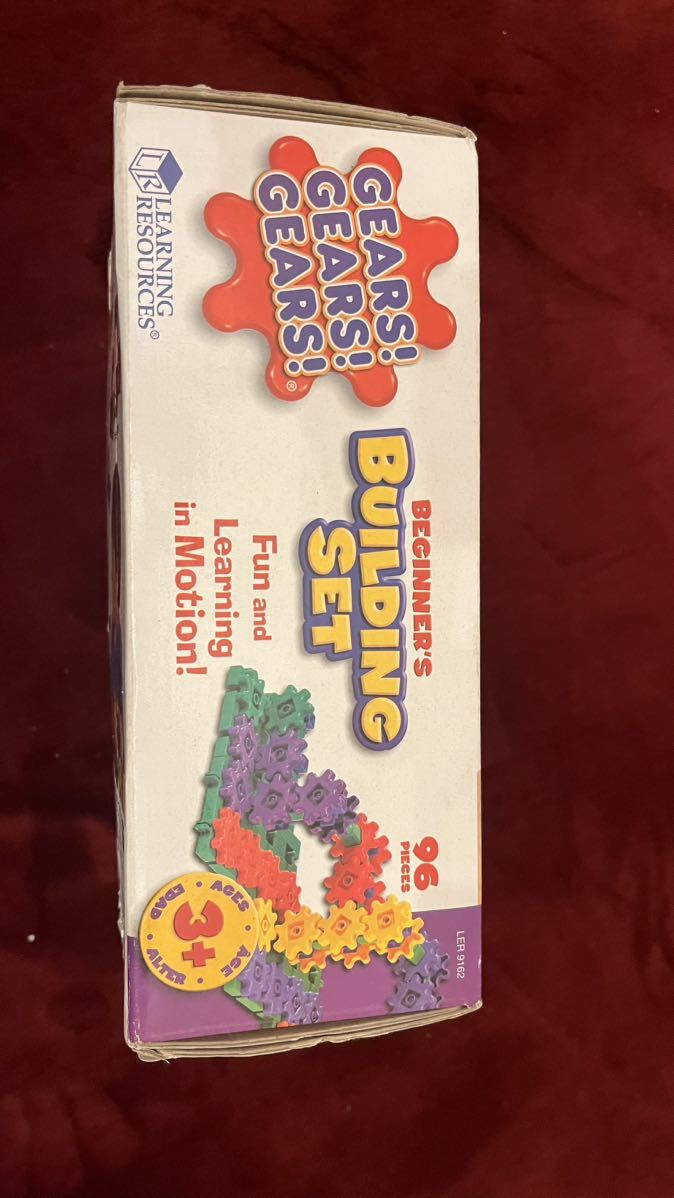 GEARS!
GEARS!
GEARS!®
LR
LEARNING
RESOURCES®
BEGINNER'S
BUILDING
SET
Fun and
Learning
in Motion!
96
PIECES
LER 9162
AGES • AGE • ALTER • EDAD •
3+